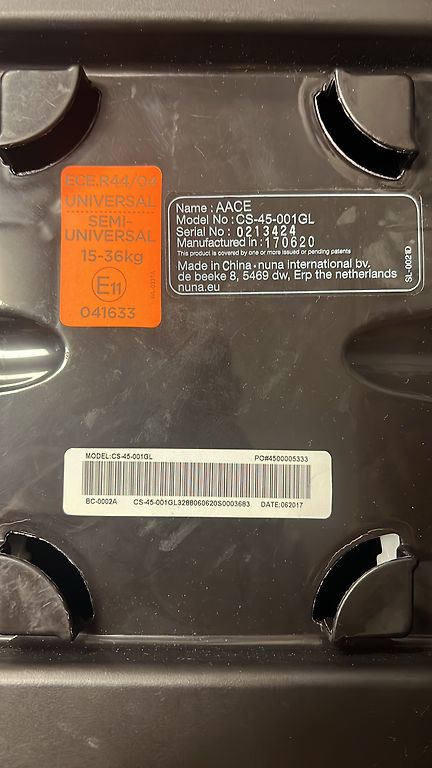 ECE.R44/04
UNIVERSAL
SEMI-
UNIVERSAL
15-36kg
E11
041633
Name : AACE
Model No : CS-45-001GL
Serial No : 0213424
Manufactured in : 170620
This product is covered by one or more issued or pending patents
Made in China · nuna International bv.
de beeke 8, 5469 dw, Erp the netherlands
nuna.eu
SL-0021D
MODEL:CS-45-001GL PO#4500005333
BC-0002A CS-45-001GL3288060620S0003683 DATE:062017